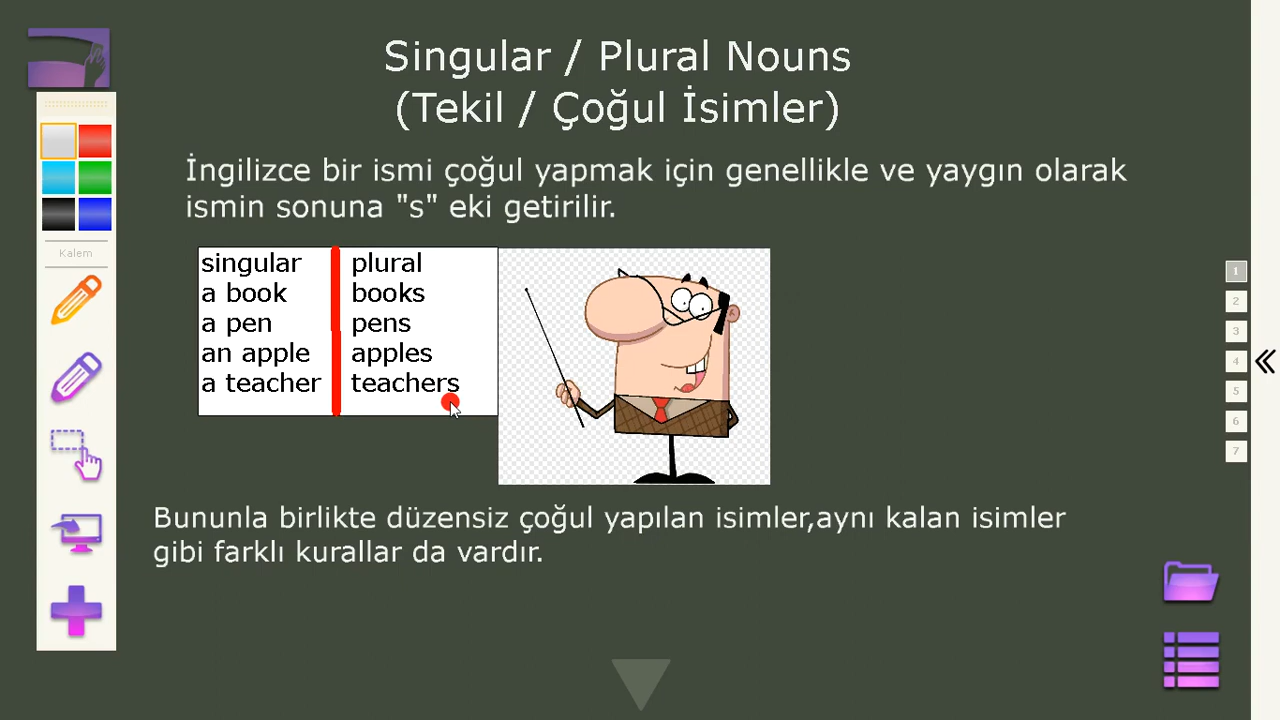 Singular / Plural Nouns
(Tekil / Çoğul İsimler)
İngilizce bir ismi çoğul yapmak için genellikle ve yaygın olarak
ismin sonuna "s" eki getirilir.
singular plural
a book books
a pen pens
an apple apples
a teacher teachers
Bununla birlikte düzensiz çoğul yapılan isimler,aynı kalan isimler
gibi farklı kurallar da vardır.
Kalem
1
2
3
4
5
6
7